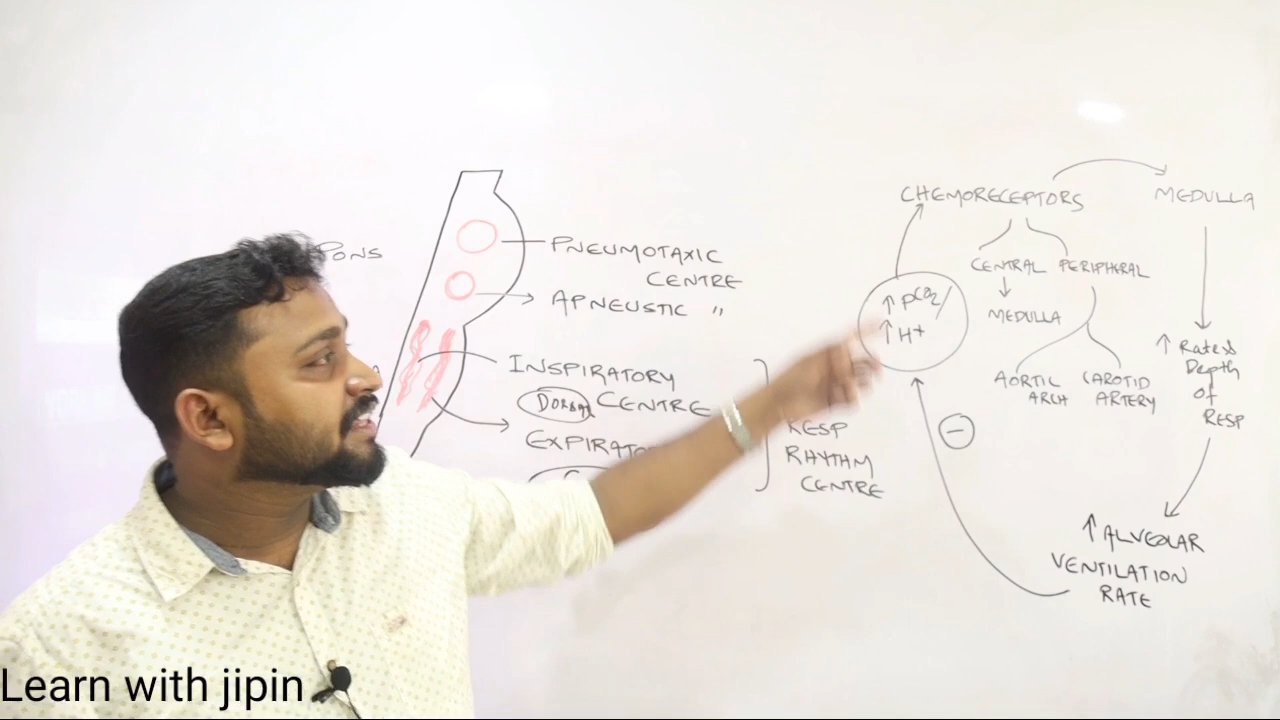 PONS
PNEUMOTAXIC
CENTRE
APNEUSTIC "
INSPIRATORY
DORSAL CENTRE
EXPIRATO
RESP
RHYTHM
CENTRE
CHEMORECEPTORS
MEDULLA
CENTRAL PERIPHERAL
MEDULLA
AORTIC
ARCH
CAROTID
ARTERY
↑ PCO2/
↑ H+
↑ Rate &
Depth
of
RESP
↑ ALVEOLAR
VENTILATION
RATE
−
Learn with jipin